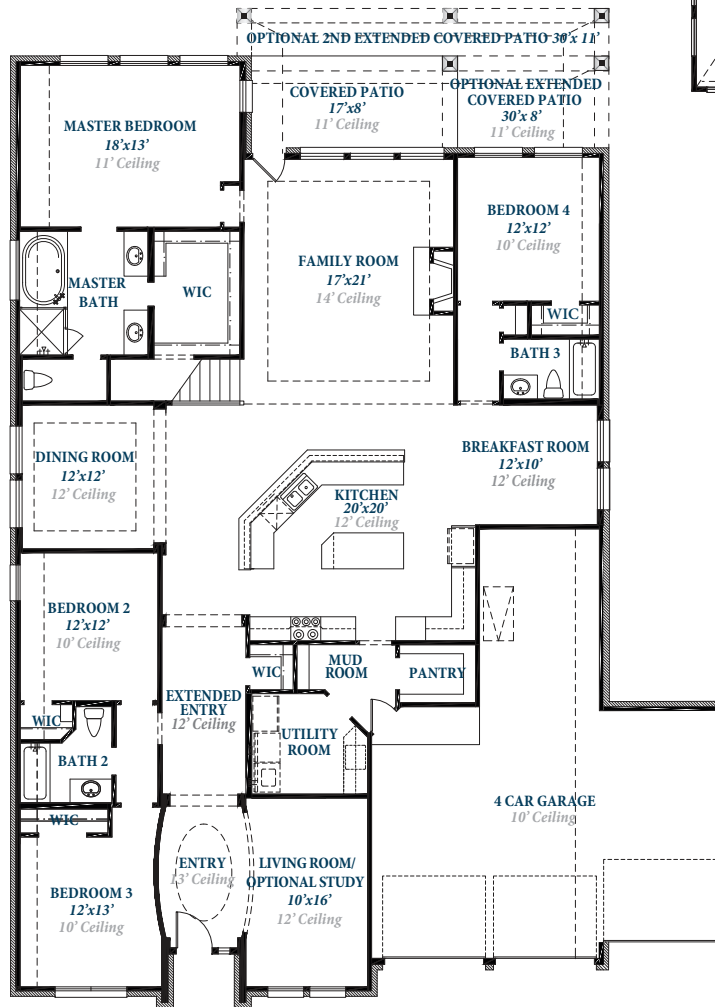 OPTIONAL 2ND EXTENDED COVERED PATIO 30'x 11'
COVERED PATIO
17'x8'
11' Ceiling
OPTIONAL EXTENDED
COVERED PATIO
30'x 8'
11' Ceiling
MASTER BEDROOM
18'x13'
11' Ceiling
BEDROOM 4
12'x12'
10' Ceiling
FAMILY ROOM
17'x21'
14' Ceiling
MASTER
BATH
WIC
WIC
BATH 3
DINING ROOM
12'x12'
12' Ceiling
BREAKFAST ROOM
12'x10'
12' Ceiling
KITCHEN
20'x20'
12' Ceiling
BEDROOM 2
12'x12'
10' Ceiling
WIC
MUD
ROOM
PANTRY
EXTENDED
ENTRY
12' Ceiling
WIC
UTILITY
ROOM
BATH 2
WIC
4 CAR GARAGE
10' Ceiling
ENTRY
13' Ceiling
LIVING ROOM/
OPTIONAL STUDY
10'x16'
12' Ceiling
BEDROOM 3
12'x13'
10' Ceiling